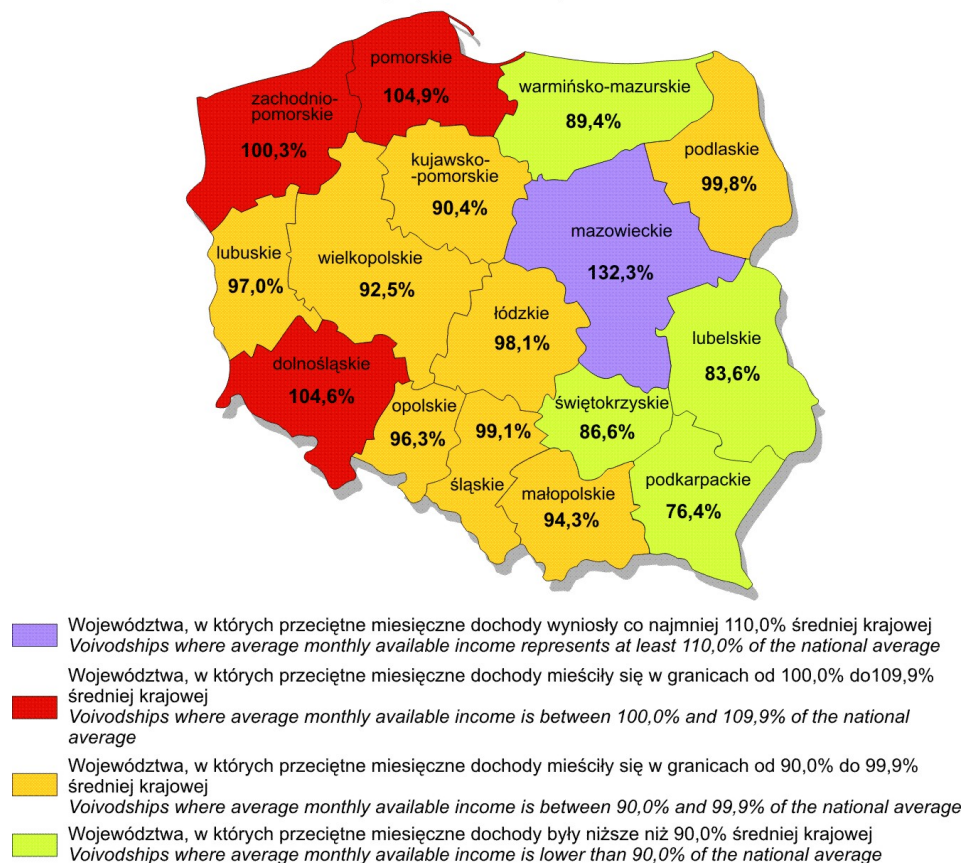 pomorskie
104,9%
zachodnio-
pomorskie
100,3%
warmińsko-mazurskie
89,4%
podlaskie
99,8%
kujawsko-
-pomorskie
90,4%
mazowieckie
132,3%
lubuskie
97,0%
wielkopolskie
92,5%
łódzkie
98,1%
lubelskie
83,6%
dolnośląskie
104,6%
opolskie
96,3%
99,1%
śląskie
świętokrzyskie
86,6%
małopolskie
94,3%
podkarpackie
76,4%
Województwa, w których przeciętne miesięczne dochody wyniosły co najmniej 110,0% średniej krajowej
Voivodships where average monthly available income represents at least 110,0% of the national average
Województwa, w których przeciętne miesięczne dochody mieściły się w granicach od 100,0% do109,9%
średniej krajowej
Voivodships where average monthly available income is between 100,0% and 109,9% of the national
average
Województwa, w których przeciętne miesięczne dochody mieściły się w granicach od 90,0% do 99,9%
średniej krajowej
Voivodships where average monthly available income is between 90,0% and 99,9% of the national average
Województwa, w których przeciętne miesięczne dochody były niższe niż 90,0% średniej krajowej
Voivodships where average monthly available income is lower than 90,0% of the national average